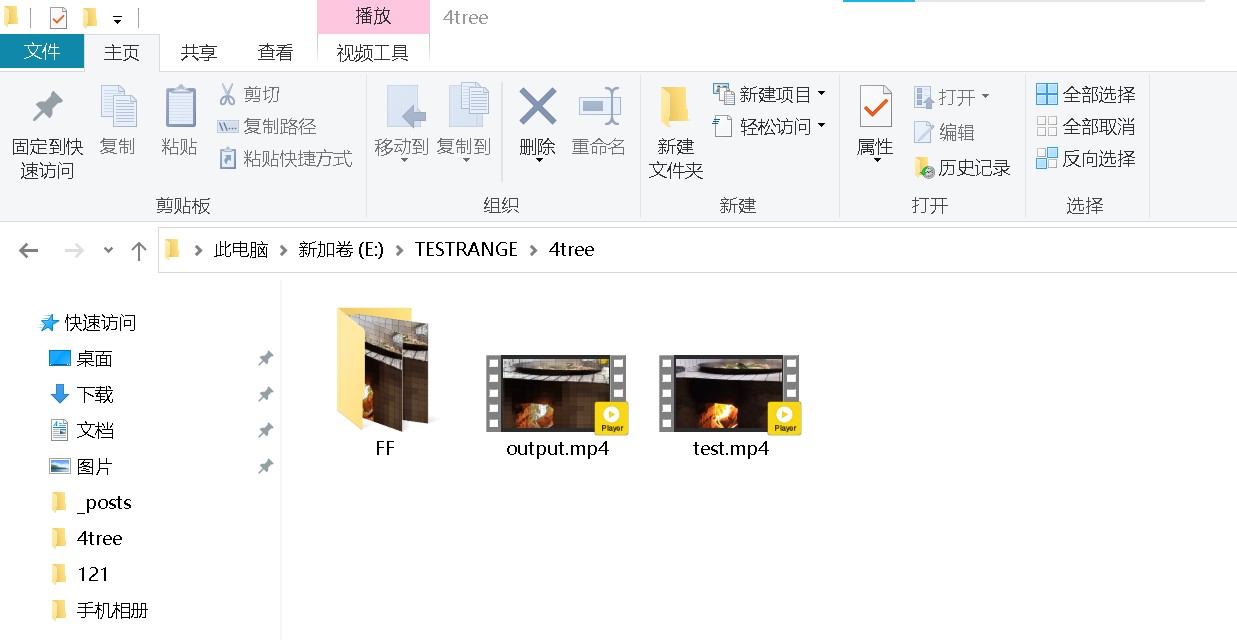 播放
4tree
文件
主页
共享
查看
视频工具
固定到快
速访问
复制
粘贴
剪切
复制路径
粘贴快捷方式
移动到
复制到
删除
重命名
新建
文件夹
新建项目
轻松访问
属性
打开
编辑
历史记录
全部选择
全部取消
反向选择
剪贴板
组织
新建
打开
选择
此电脑 > 新加卷 (E:) > TESTRANGE > 4tree
快速访问
桌面
下载
文档
图片
_posts
4tree
121
手机相册
FF
Player
output.mp4
Player
test.mp4